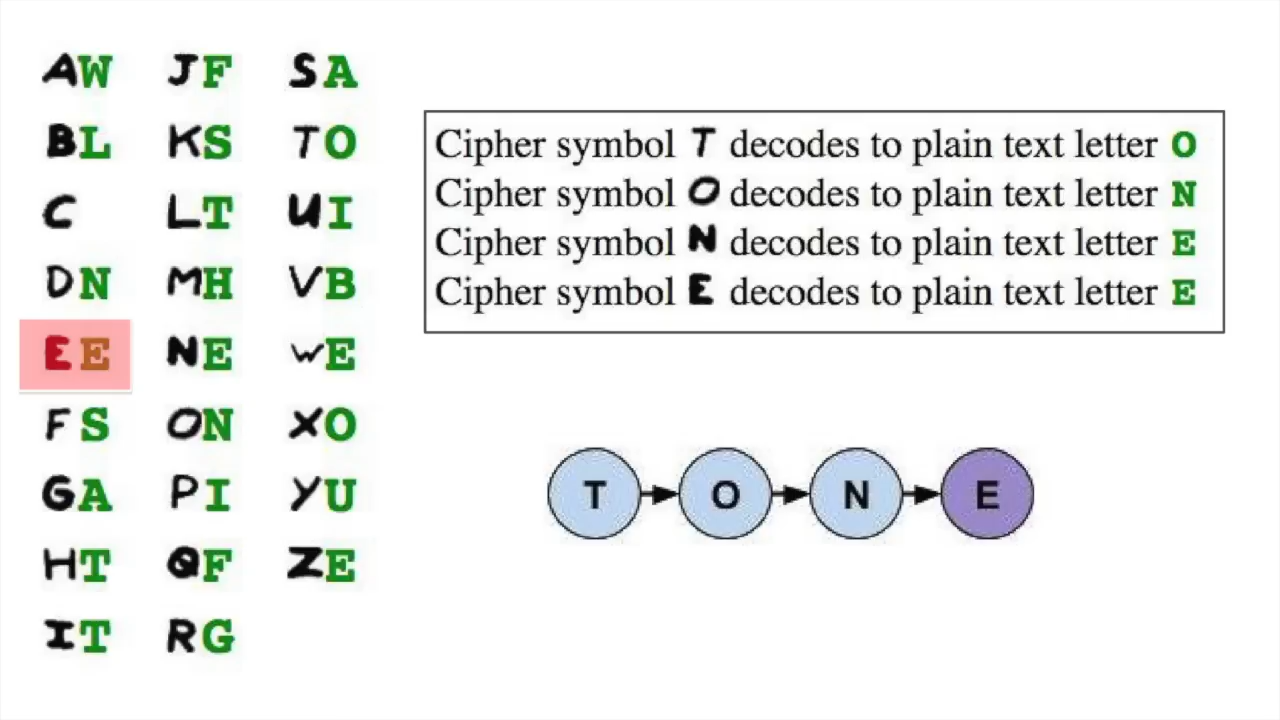 AW JF SA
BL KS TO
C LT UI
DN MH VB
EE NE WE
FS ON XO
GA PI YU
HT QF ZE
IT RG
Cipher symbol T decodes to plain text letter O
Cipher symbol O decodes to plain text letter N
Cipher symbol N decodes to plain text letter E
Cipher symbol E decodes to plain text letter E
T O N E